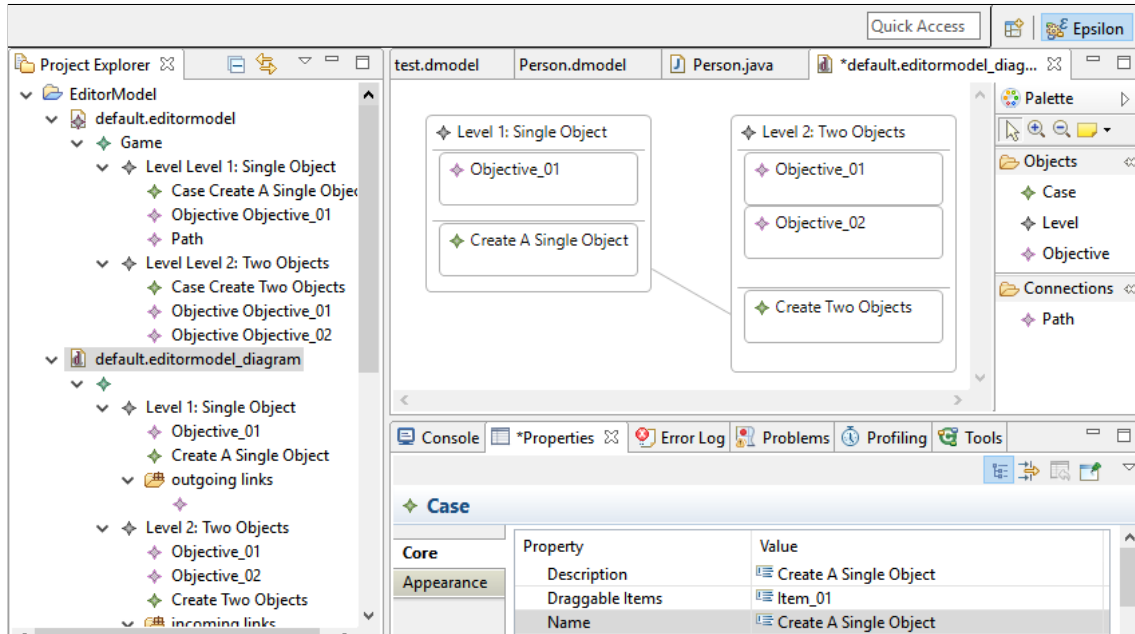 Quick Access
Epsilon
Project Explorer
EditorModel
default.editormodel
Game
Level Level 1: Single Object
Case Create A Single Objec
Objective Objective_01
Path
Level Level 2: Two Objects
Case Create Two Objects
Objective Objective_01
Objective Objective_02
default.editormodel_diagram
Level 1: Single Object
Objective_01
Create A Single Object
outgoing links
Level 2: Two Objects
Objective_01
Objective_02
Create Two Objects
incoming links
test.dmodel Person.dmodel Person.java *default.editormodel_diag...
Level 1: Single Object
Objective_01
Create A Single Object
Level 2: Two Objects
Objective_01
Objective_02
Create Two Objects
Palette
Objects
Case
Level
Objective
Connections
Path
Console *Properties Error Log Problems Profiling Tools
Case
Core
Appearance
Property Value
Description Create A Single Object
Draggable Items Item_01
Name Create A Single Object